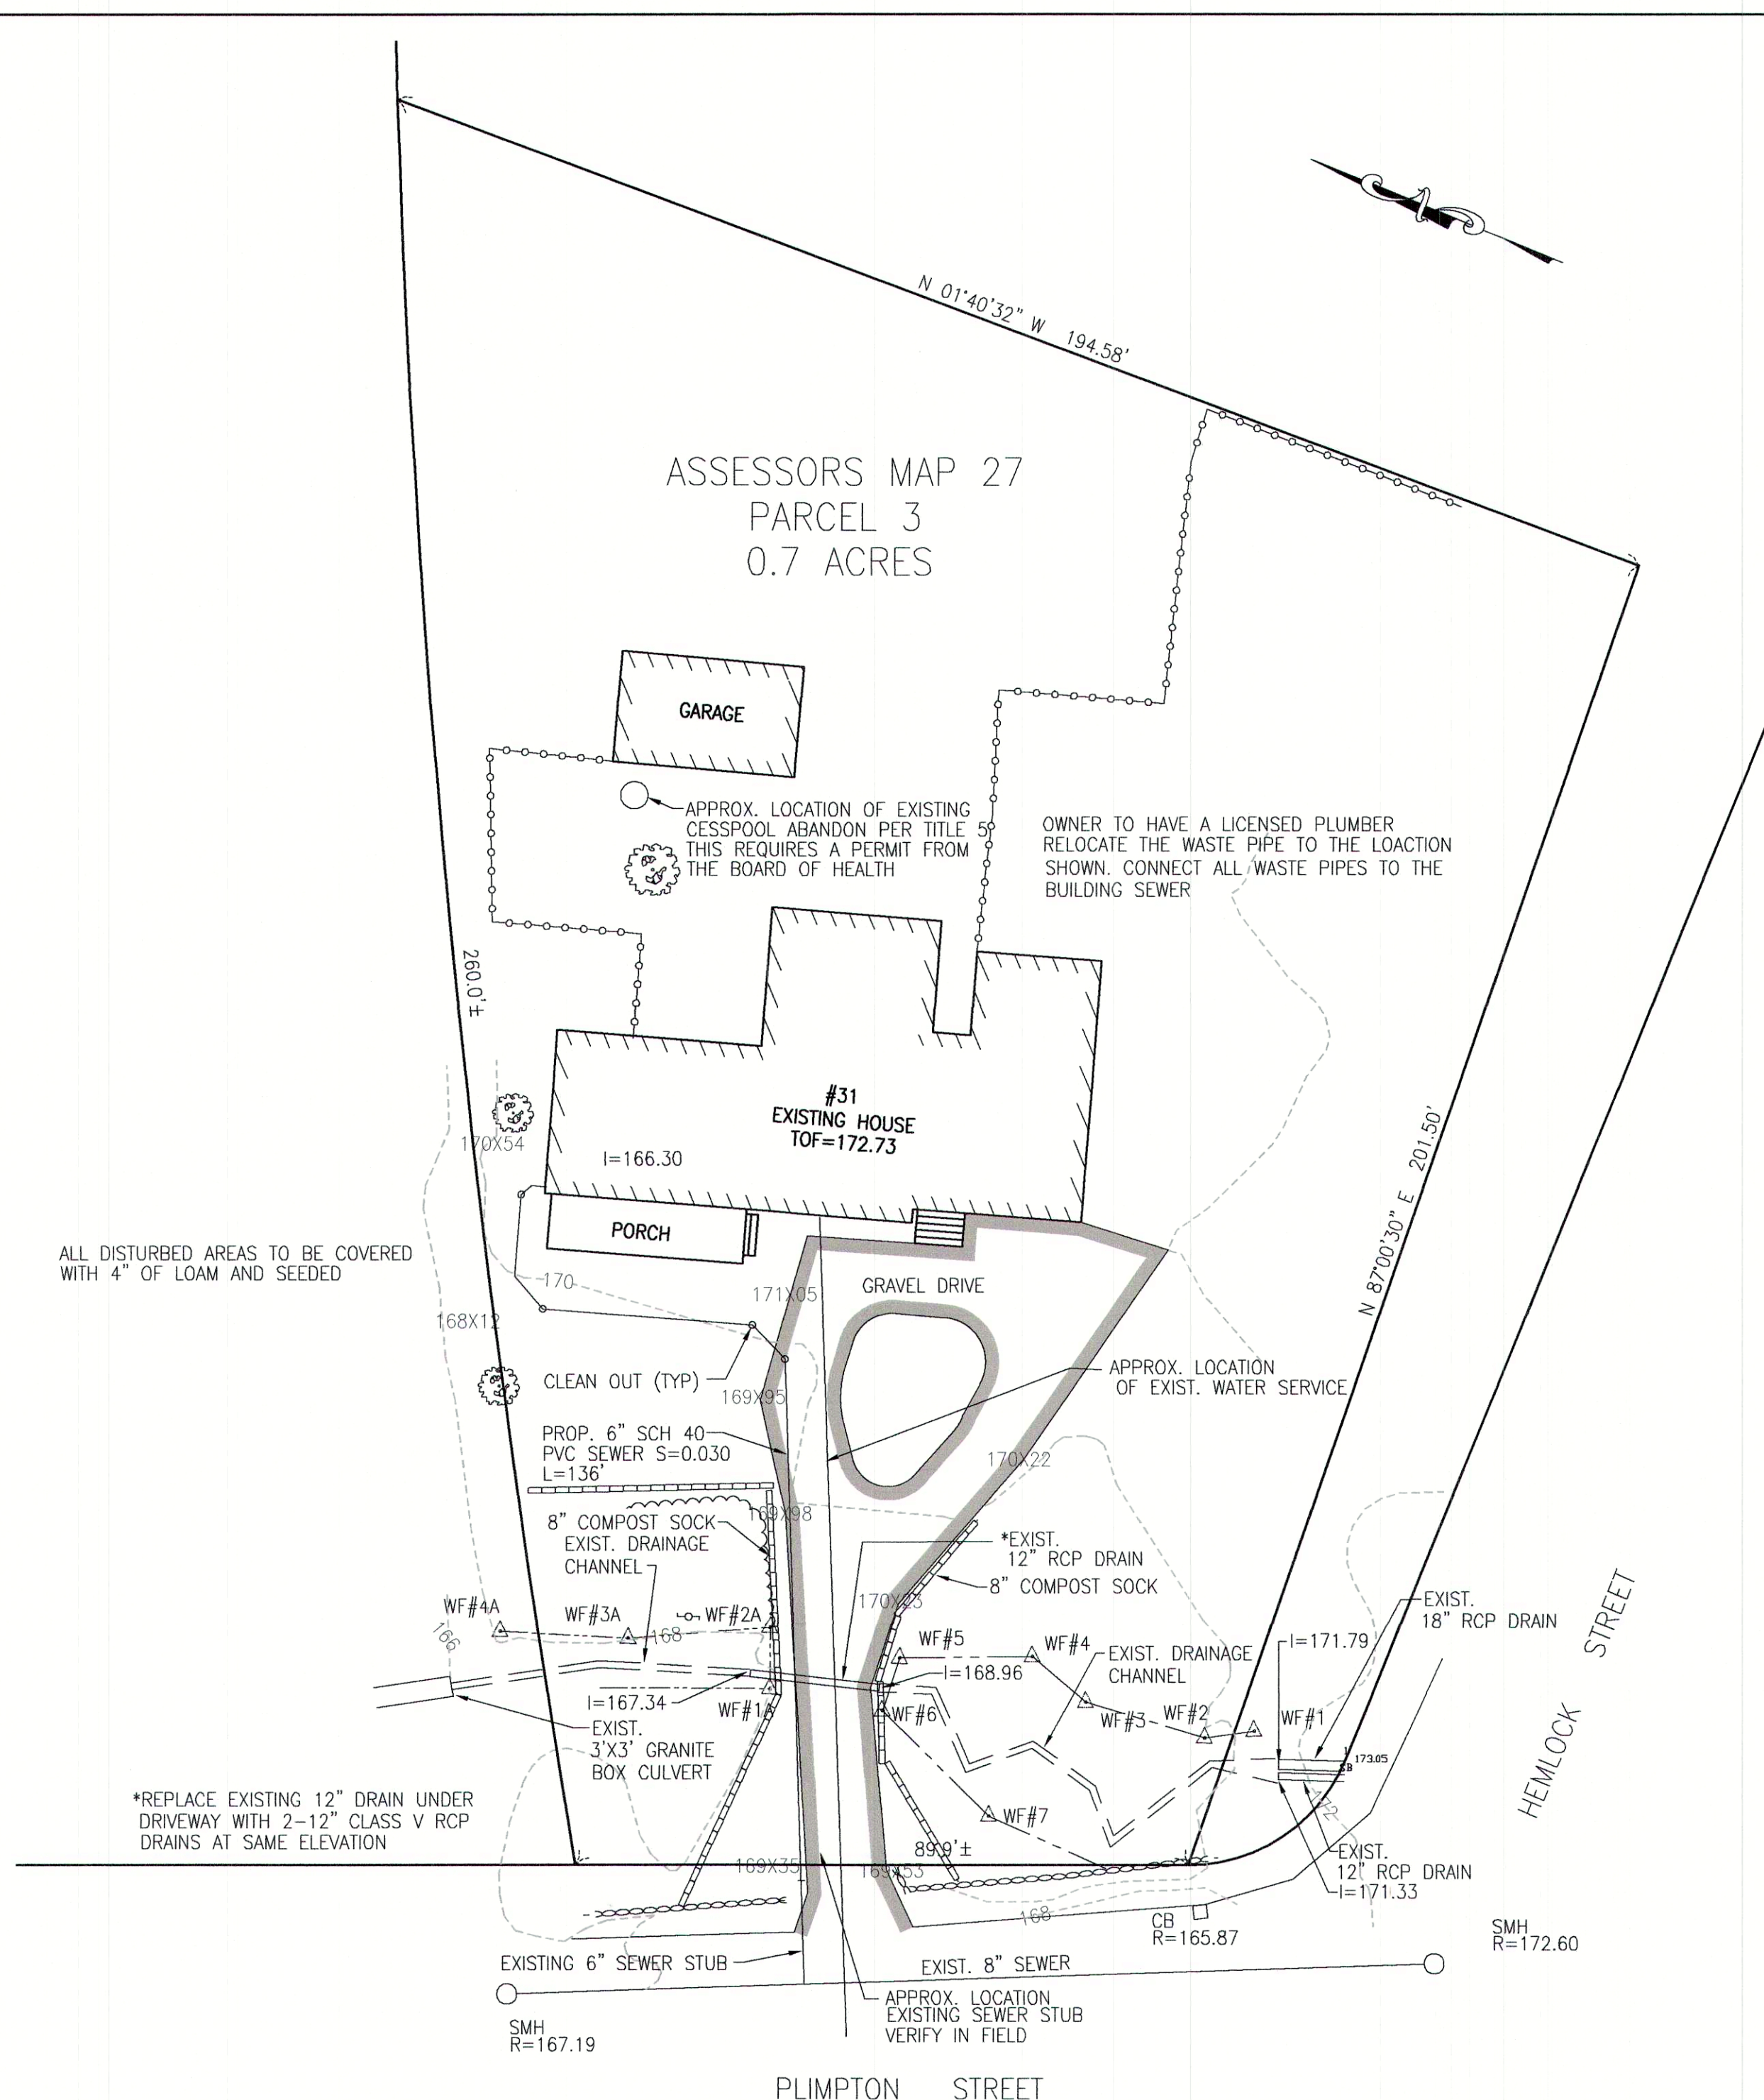 N 01°40'32" W 194.58'
ASSESSORS MAP 27
PARCEL 3
0.7 ACRES
GARAGE
APPROX. LOCATION OF EXISTING
CESSPOOL ABANDON PER TITLE 5
THIS REQUIRES A PERMIT FROM
THE BOARD OF HEALTH
OWNER TO HAVE A LICENSED PLUMBER
RELOCATE THE WASTE PIPE TO THE LOACTION
SHOWN. CONNECT ALL WASTE PIPES TO THE
BUILDING SEWER
260.0'±
#31
EXISTING HOUSE
TOF=172.73
I=166.30
170X54
N 87°00'30" E 201.50'
PORCH
ALL DISTURBED AREAS TO BE COVERED
WITH 4" OF LOAM AND SEEDED
170
171X05
GRAVEL DRIVE
168X12
CLEAN OUT (TYP)
169X95
APPROX. LOCATION
OF EXIST. WATER SERVICE
PROP. 6" SCH 40
PVC SEWER S=0.030
L=136'
170X22
169X98
8" COMPOST SOCK
EXIST. DRAINAGE
CHANNEL
*EXIST.
12" RCP DRAIN
8" COMPOST SOCK
170X23
WF#4A
WF#3A
WF#2A
166
168
WF#5
WF#4
EXIST. DRAINAGE
CHANNEL
I=168.96
I=171.79
EXIST.
18" RCP DRAIN
HEMLOCK STREET
I=167.34
WF#1A
WF#6
WF#3
WF#2
WF#1
EXIST.
3'X3' GRANITE
BOX CULVERT
173.05
172
*REPLACE EXISTING 12" DRAIN UNDER
DRIVEWAY WITH 2-12" CLASS V RCP
DRAINS AT SAME ELEVATION
WF#7
89.9'±
169X35
169X53
EXIST.
12" RCP DRAIN
I=171.33
168
CB
R=165.87
SMH
R=172.60
EXISTING 6" SEWER STUB
EXIST. 8" SEWER
APPROX. LOCATION
EXISTING SEWER STUB
VERIFY IN FIELD
SMH
R=167.19
PLIMPTON STREET